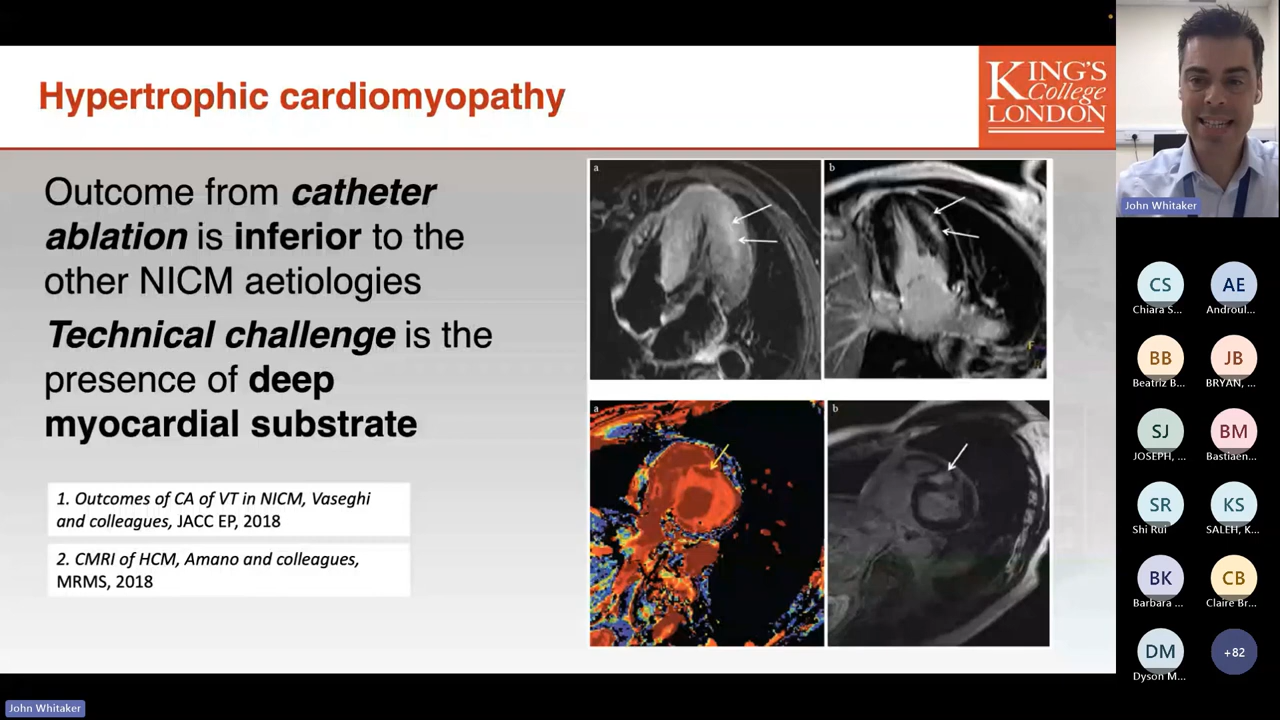 Hypertrophic cardiomyopathy
KING'S
College
LONDON
Outcome from catheter
ablation is inferior to the
other NICM aetiologies
Technical challenge is the
presence of deep
myocardial substrate
1. Outcomes of CA of VT in NICM, Vaseghi
and colleagues, JACC EP, 2018
2. CMRI of HCM, Amano and colleagues,
MRMS, 2018
a
b
a
b
John Whitaker
CS
AE
Chiara S...
Androul...
BB
JB
Beatriz B...
BRYAN, ...
SJ
BM
JOSEPH, ...
Bastiaen...
SR
KS
Shi Rui
SALEH, K...
BK
CB
Barbara ...
Claire Br...
DM
+82
Dyson M...
John Whitaker